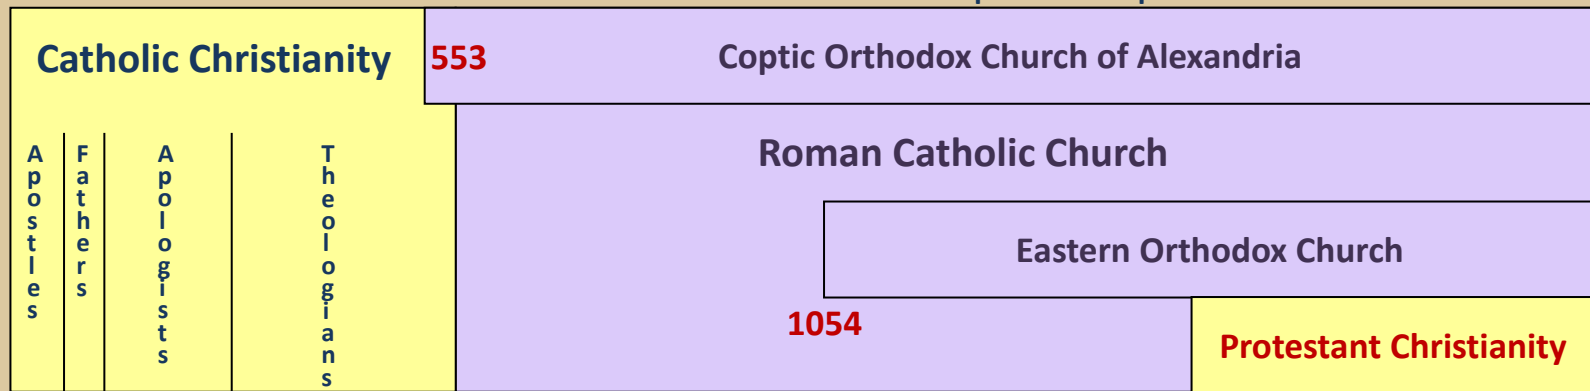 Catholic Christianity
553
Coptic Orthodox Church of Alexandria
Apostles
Fathers
Apologists
Theologians
Roman Catholic Church
Eastern Orthodox Church
1054
Protestant Christianity